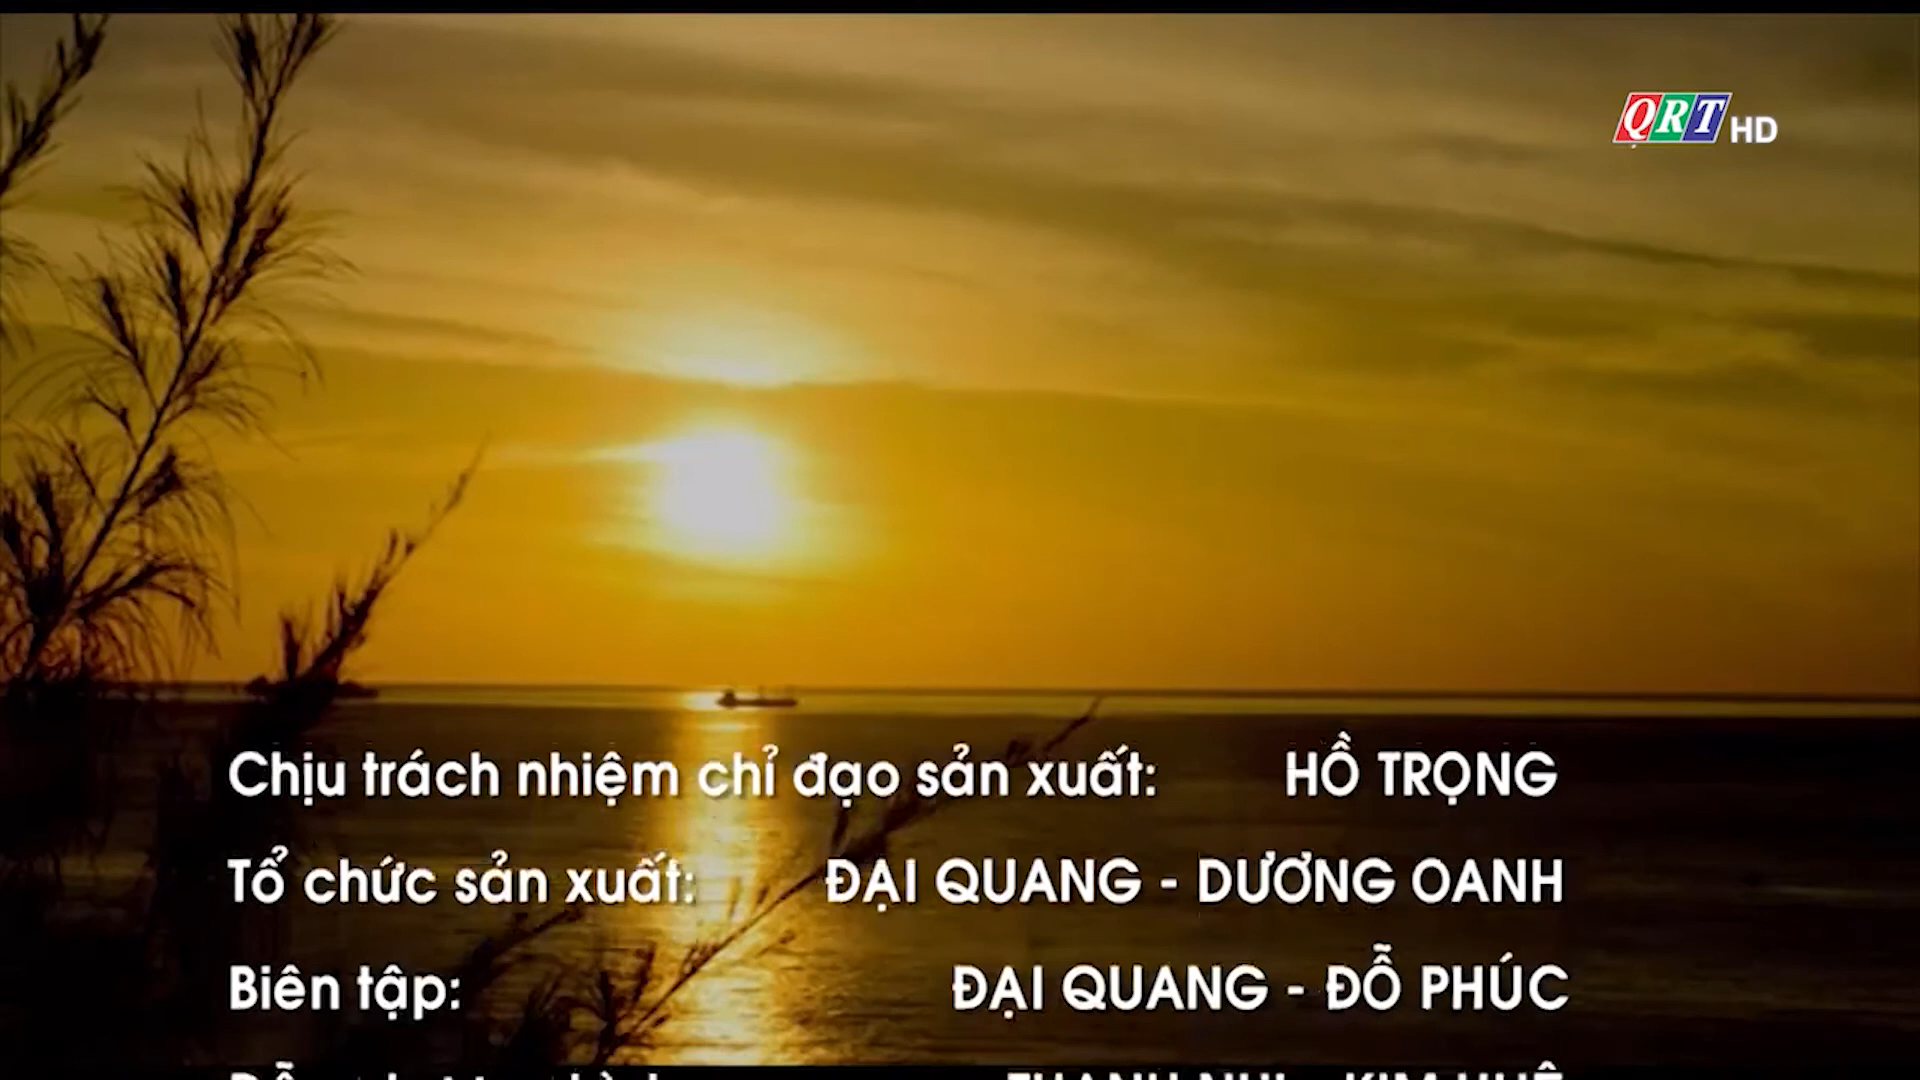 QRT HD
Chịu trách nhiệm chỉ đạo sản xuất: HỒ TRỌNG
Tổ chức sản xuất: ĐẠI QUANG - DƯƠNG OANH
Biên tập: ĐẠI QUANG - ĐỖ PHÚC